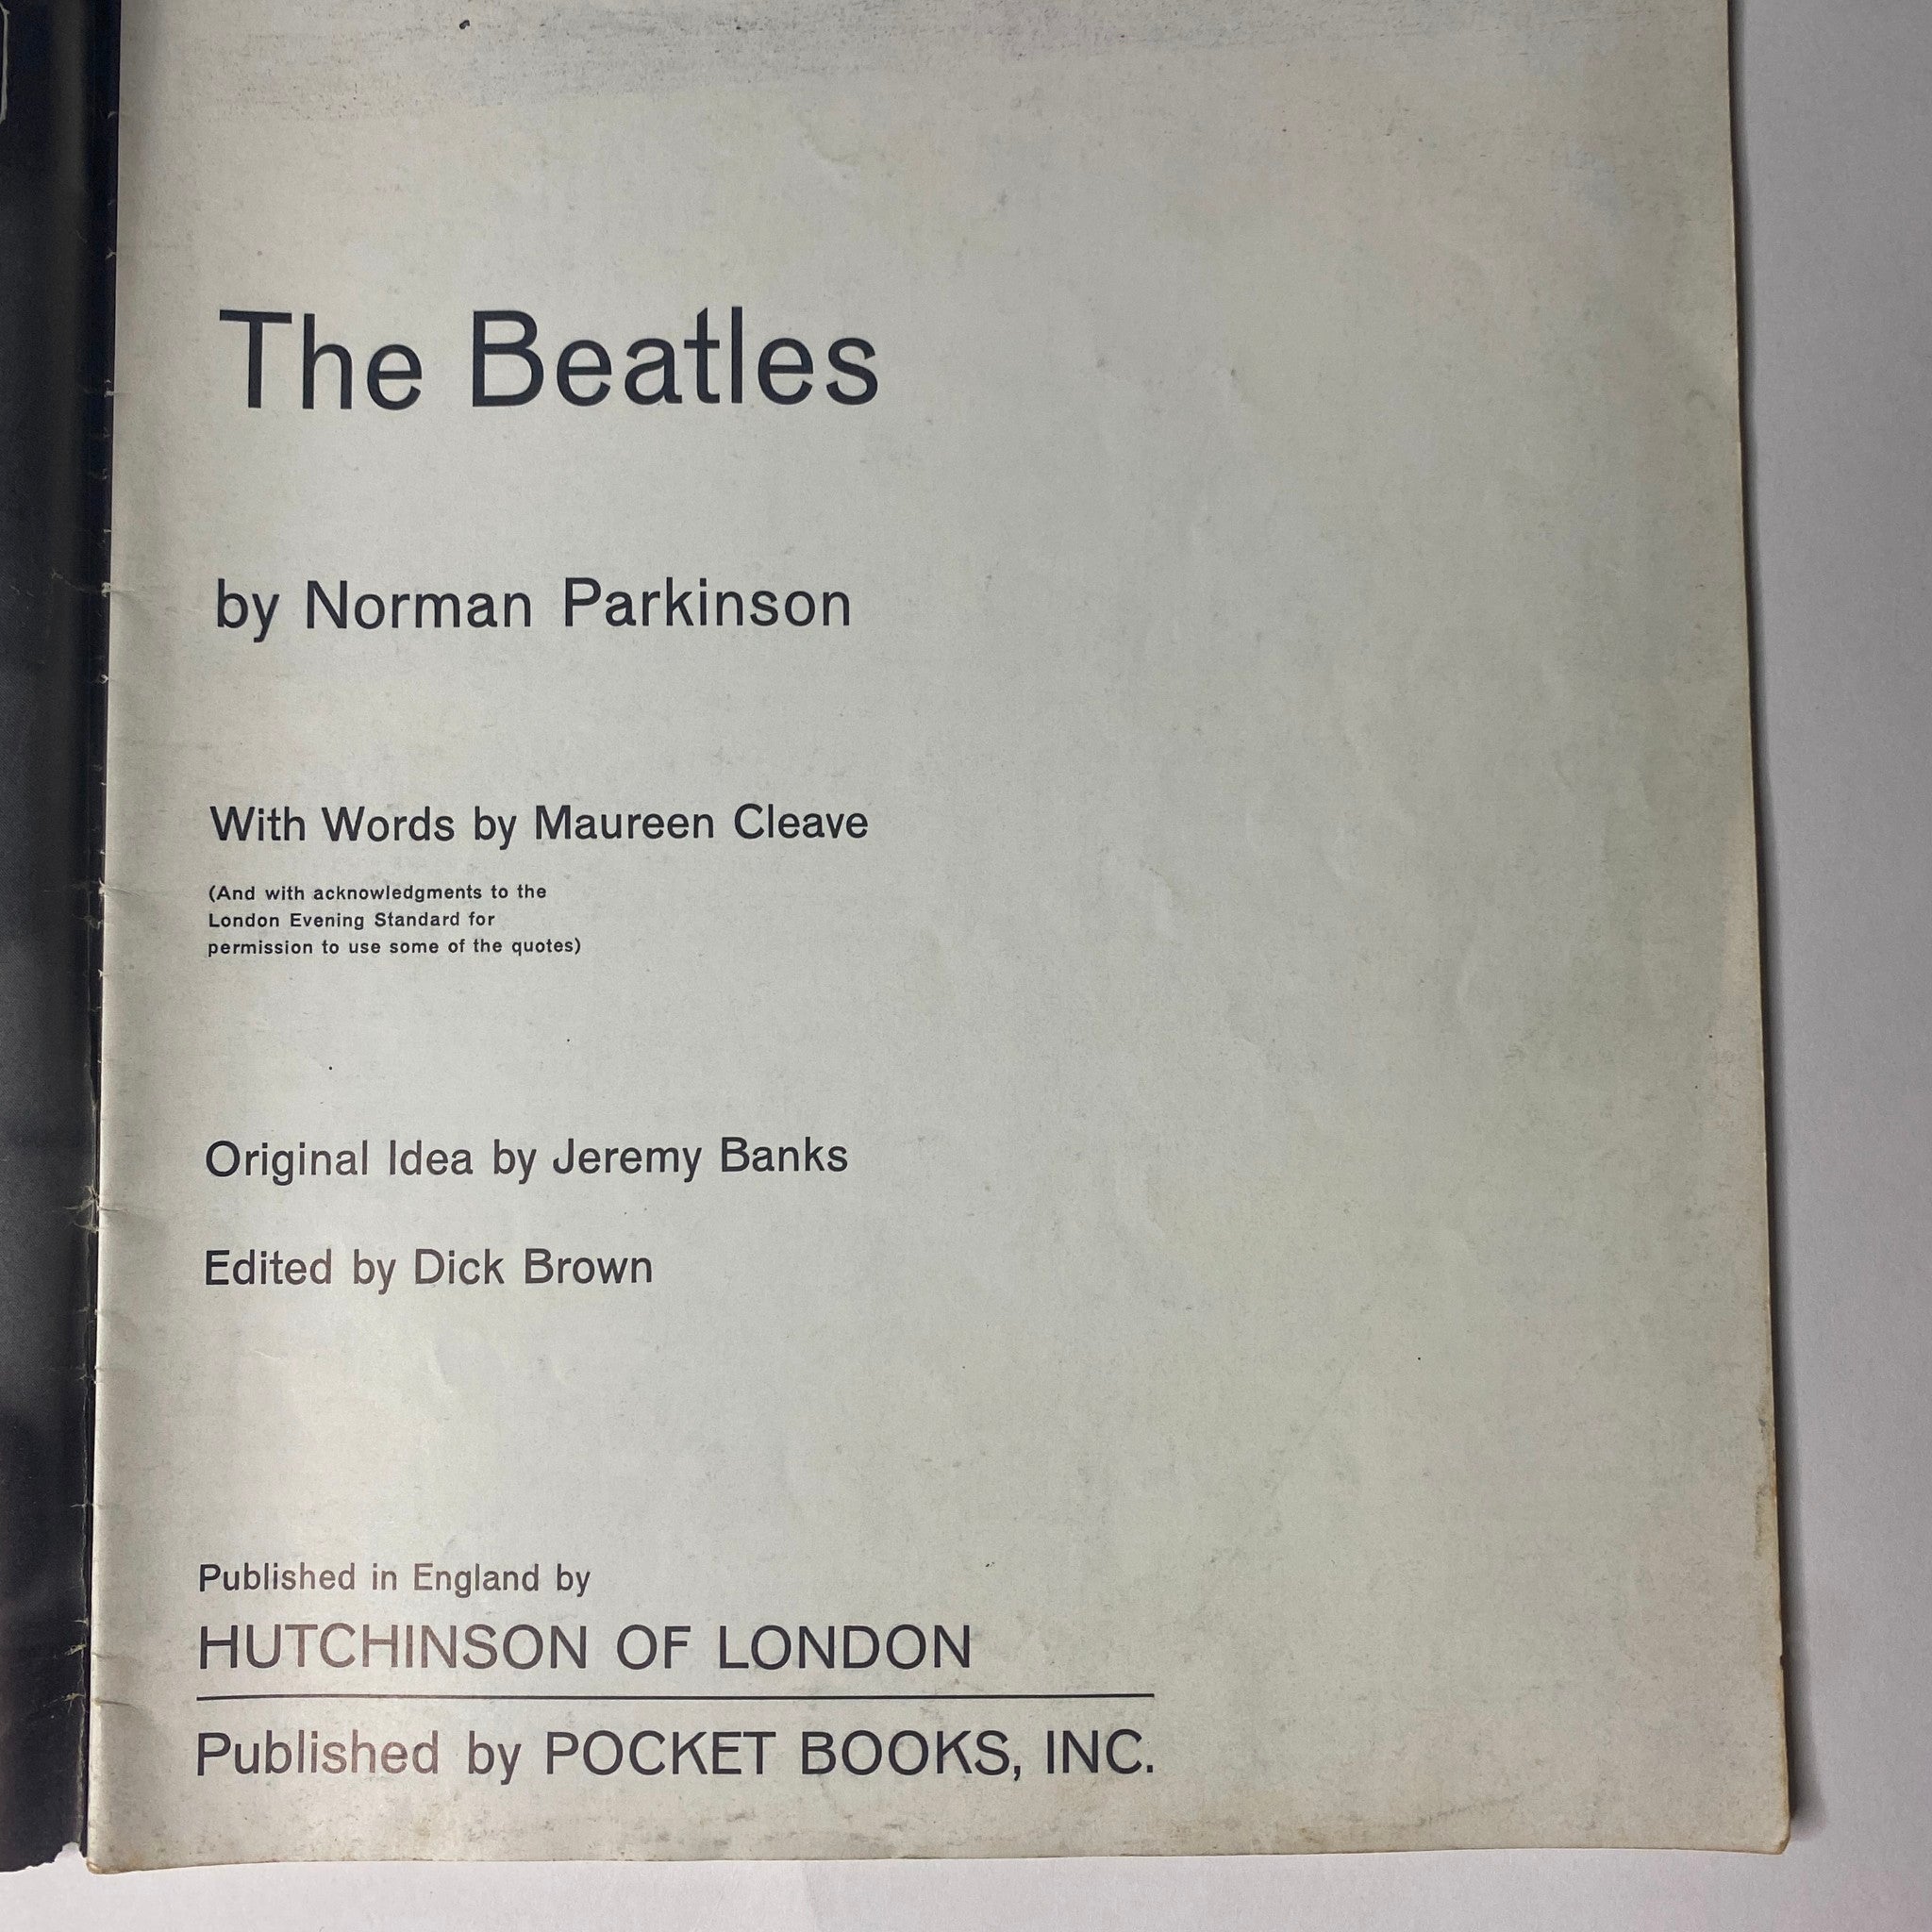 The Beatles
by Norman Parkinson
With Words by Maureen Cleave
(And with acknowledgments to the
London Evening Standard for
permission to use some of the quotes)
Original Idea by Jeremy Banks
Edited by Dick Brown
Published in England by
HUTCHINSON OF LONDON
Published by POCKET BOOKS, INC.